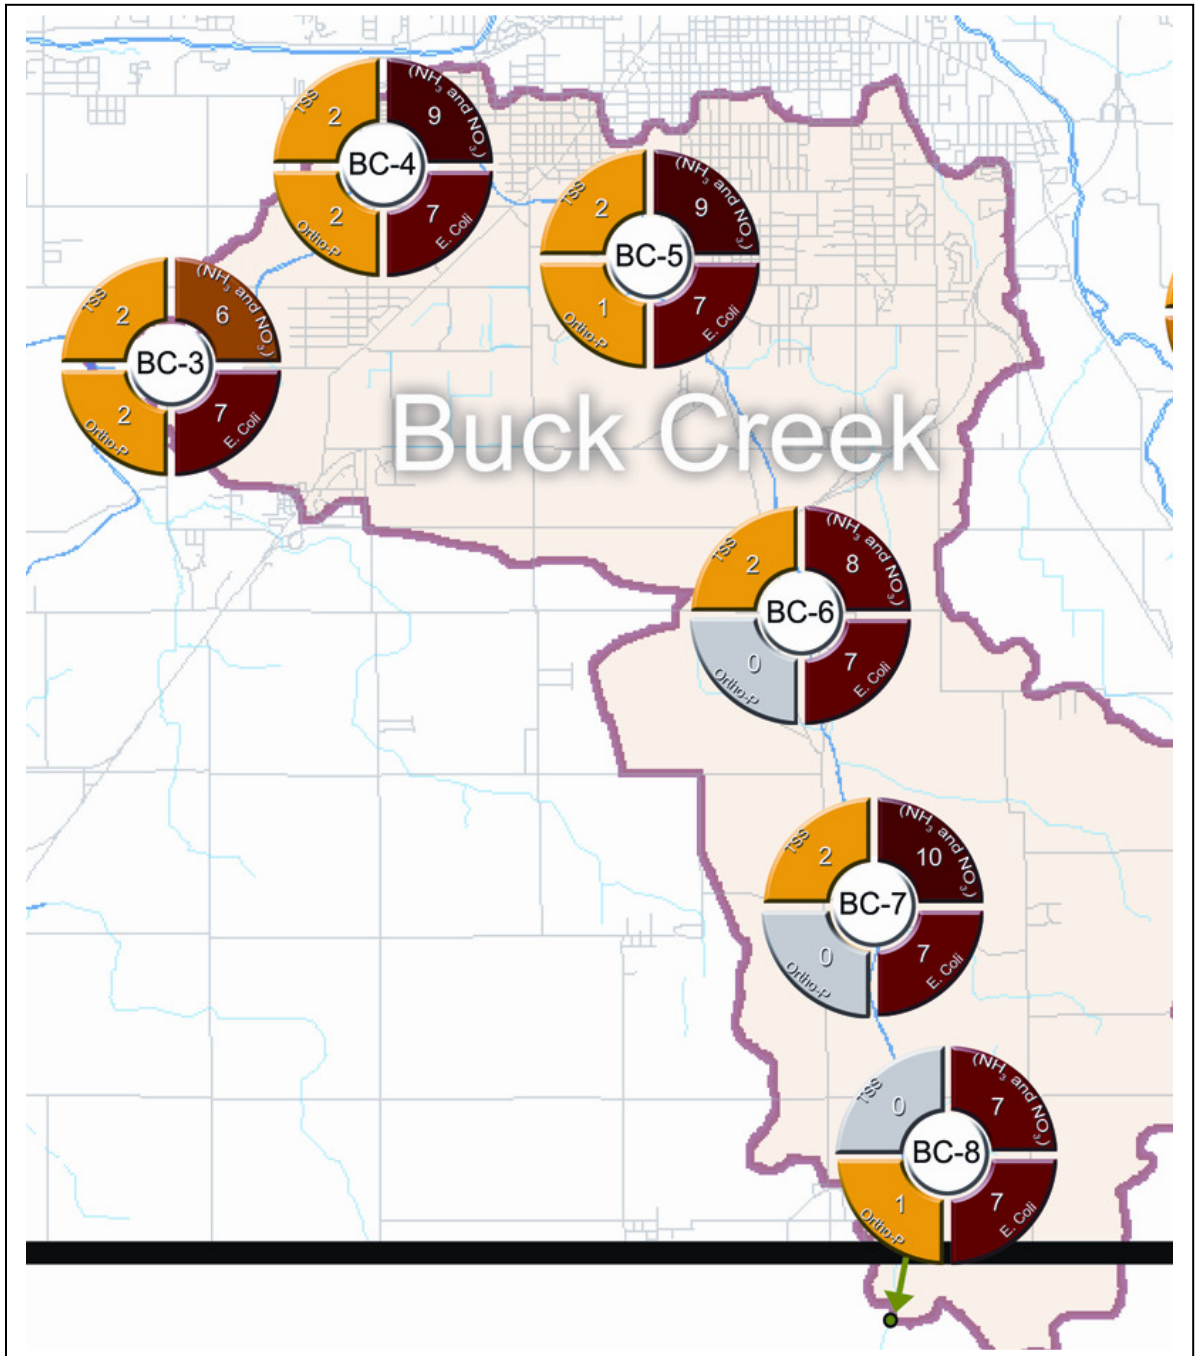 TSS
2
(NH₃ and NO₃)
9
BC-4
2
Ortho-P
7
E. Coli
TSS
2
(NH₃ and NO₃)
9
BC-5
1
Ortho-P
7
E. Coli
TSS
2
(NH₃ and NO₃)
6
BC-3
2
Ortho-P
7
E. Coli
Buck Creek
TSS
2
(NH₃ and NO₃)
8
BC-6
0
Ortho-P
7
E. Coli
TSS
2
(NH₃ and NO₃)
10
BC-7
0
Ortho-P
7
E. Coli
TSS
0
(NH₃ and NO₃)
7
BC-8
1
Ortho-P
7
E. Coli